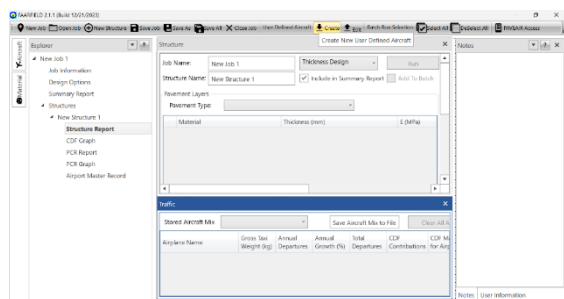 FAARFIELD 2.1.1 (Build 12/21/2023)
New Job Open Job New Structure Save Job Save As Save All Close Job User Defined Aircraft Create Edit Batch Run Selection Select All Deselect All PAVEAIR Access
Create New User Defined Aircraft
Aircraft
Material
Explorer
New Job 1
Job Information
Design Options
Summary Report
Structures
New Structure 1
Structure Report
CDF Graph
PCR Report
PCR Graph
Airport Master Record
Structure
Job Name: New Job 1 Thickness Design Run
Structure Name: New Structure 1 Include in Summary Report Add To Batch
Pavement Layers
Pavement Type:
Material Thickness (mm) E (MPa)
Traffic
Stored Aircraft Mix Save Aircraft Mix to File Clear All A
Airplane Name Gross Taxi Weight (kg) Annual Departures Annual Growth (%) Total Departures CDF Contributions CDF Ma for Airp
Notes
Notes User Information